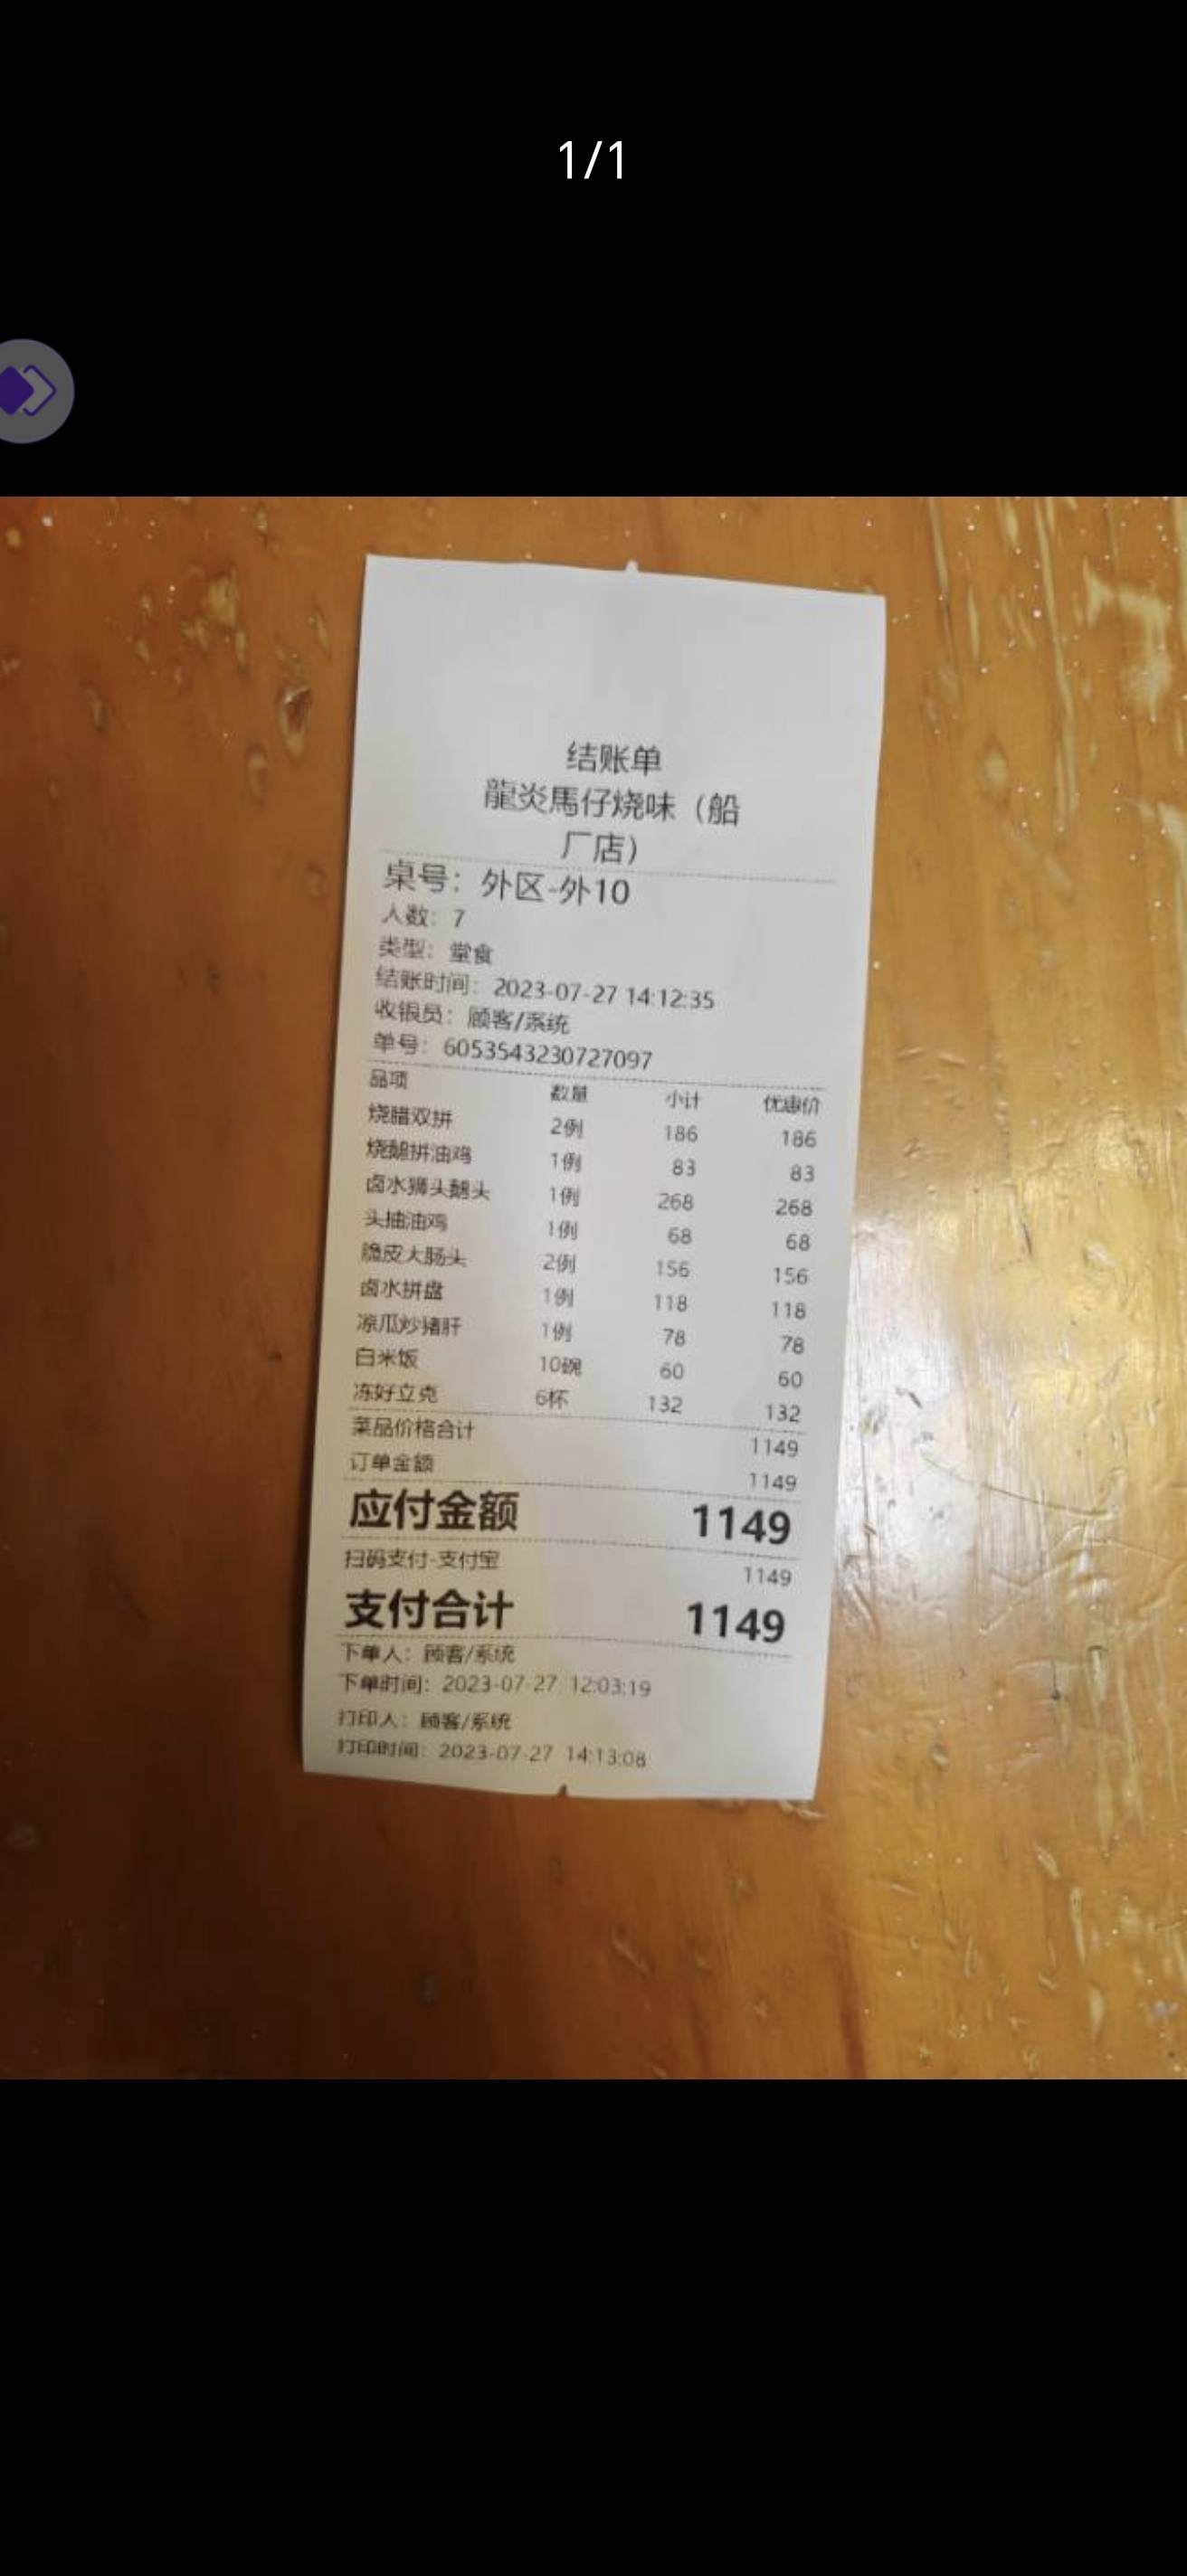 1/1
结账单
龍炎馬仔烧味（船
厂店）
桌号：外区-外10
人数：7
类型：堂食
结账时间：2023-07-27 14:12:35
收银员：顾客/系统
单号：6053543230727097
品项 数量 小计 优惠价
烧腊双拼 2例 186 186
烧鹅拼油鸡 1例 83 83
卤水狮头鹅头 1例 268 268
头抽油鸡 1例 68 68
脆皮大肠头 2例 156 156
卤水拼盘 1例 118 118
凉瓜炒猪肝 1例 78 78
白米饭 10碗 60 60
冻好立克 6杯 132 132
菜品价格合计 1149
订单金额 1149
应付金额 1149
扫码支付-支付宝 1149
支付合计 1149
下单人：顾客/系统
下单时间：2023-07-27 12:03:19
打印人：顾客/系统
打印时间：2023-07-27 14:13:08